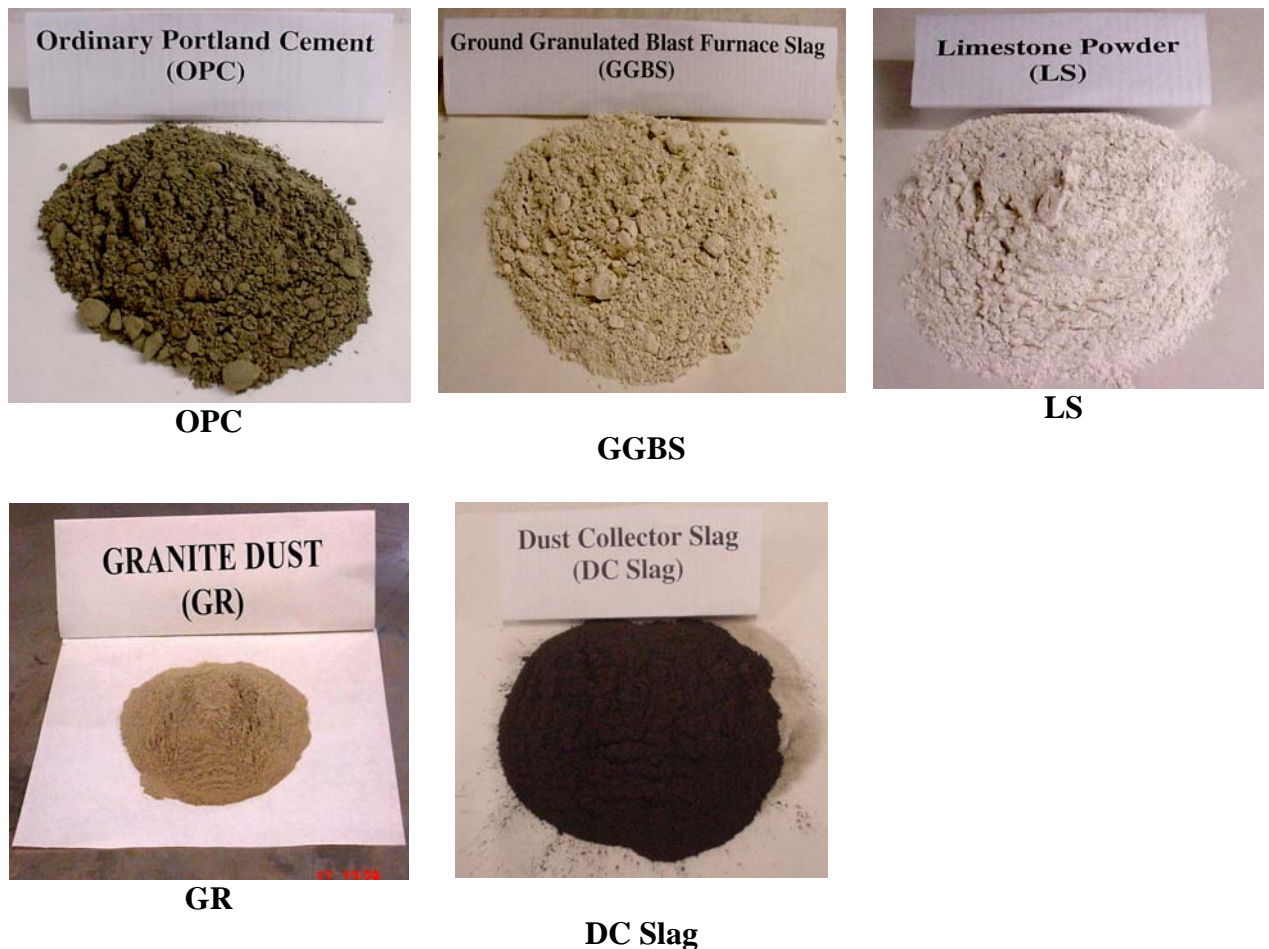 Ordinary Portland Cement
(OPC)
Ground Granulated Blast Furnace Slag
(GGBS)
Limestone Powder
(LS)
OPC
GGBS
LS
GRANITE DUST
(GR)
Dust Collector Slag
(DC Slag)
GR
DC Slag